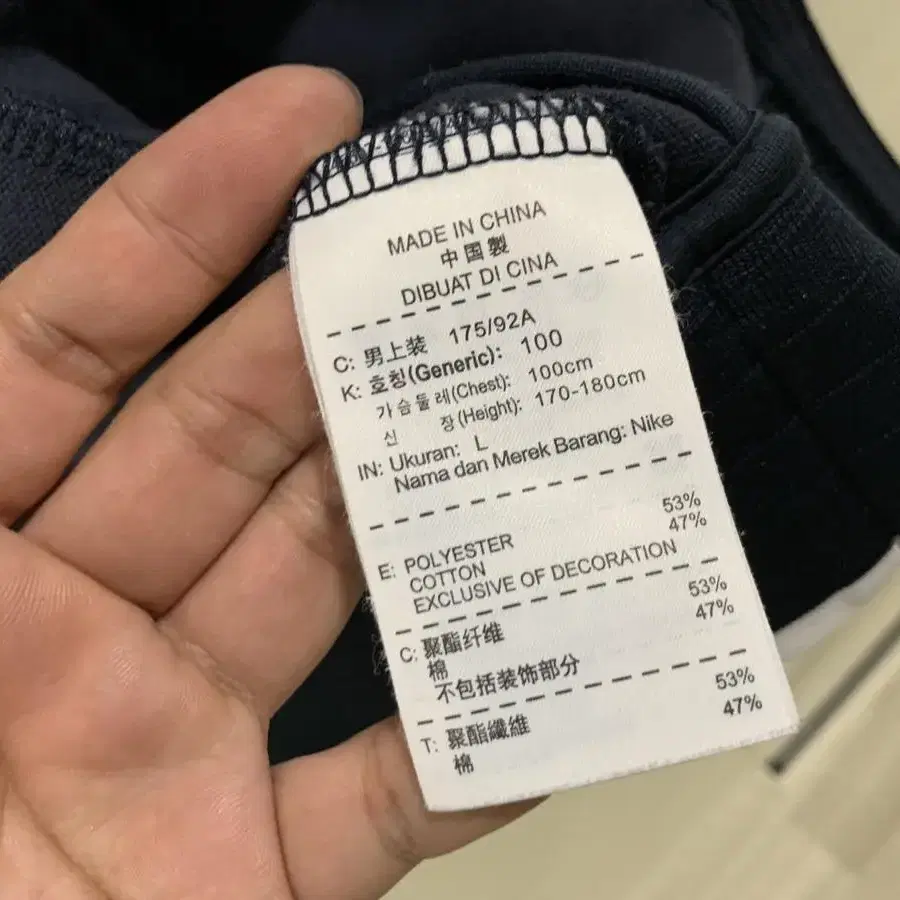 MADE IN CHINA
中国製
DIBUAT DI CINA
C: 男上装 175/92A
K: 호칭(Generic): 100
가슴둘레(Chest): 100cm
신 장(Height): 170-180cm
IN: Ukuran: L
Nama dan Merek Barang: Nike
E: POLYESTER 53%
COTTON 47%
EXCLUSIVE OF DECORATION
C: 聚酯纤维 53%
棉 47%
不包括装饰部分
T: 聚酯纖維 53%
棉 47%